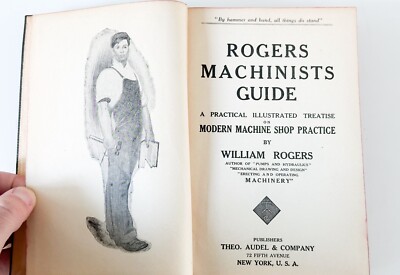 "By hammer and hand, all things do stand"
ROGERS
MACHINISTS
GUIDE
A PRACTICAL ILLUSTRATED TREATISE
ON
MODERN MACHINE SHOP PRACTICE
BY
WILLIAM ROGERS
AUTHOR OF "PUMPS AND HYDRAULICS"
"MECHANICAL DRAWING AND DESIGN"
"ERECTING AND OPERATING
MACHINERY"
PUBLISHERS
THEO. AUDEL & COMPANY
72 FIFTH AVENUE
NEW YORK, U. S. A.